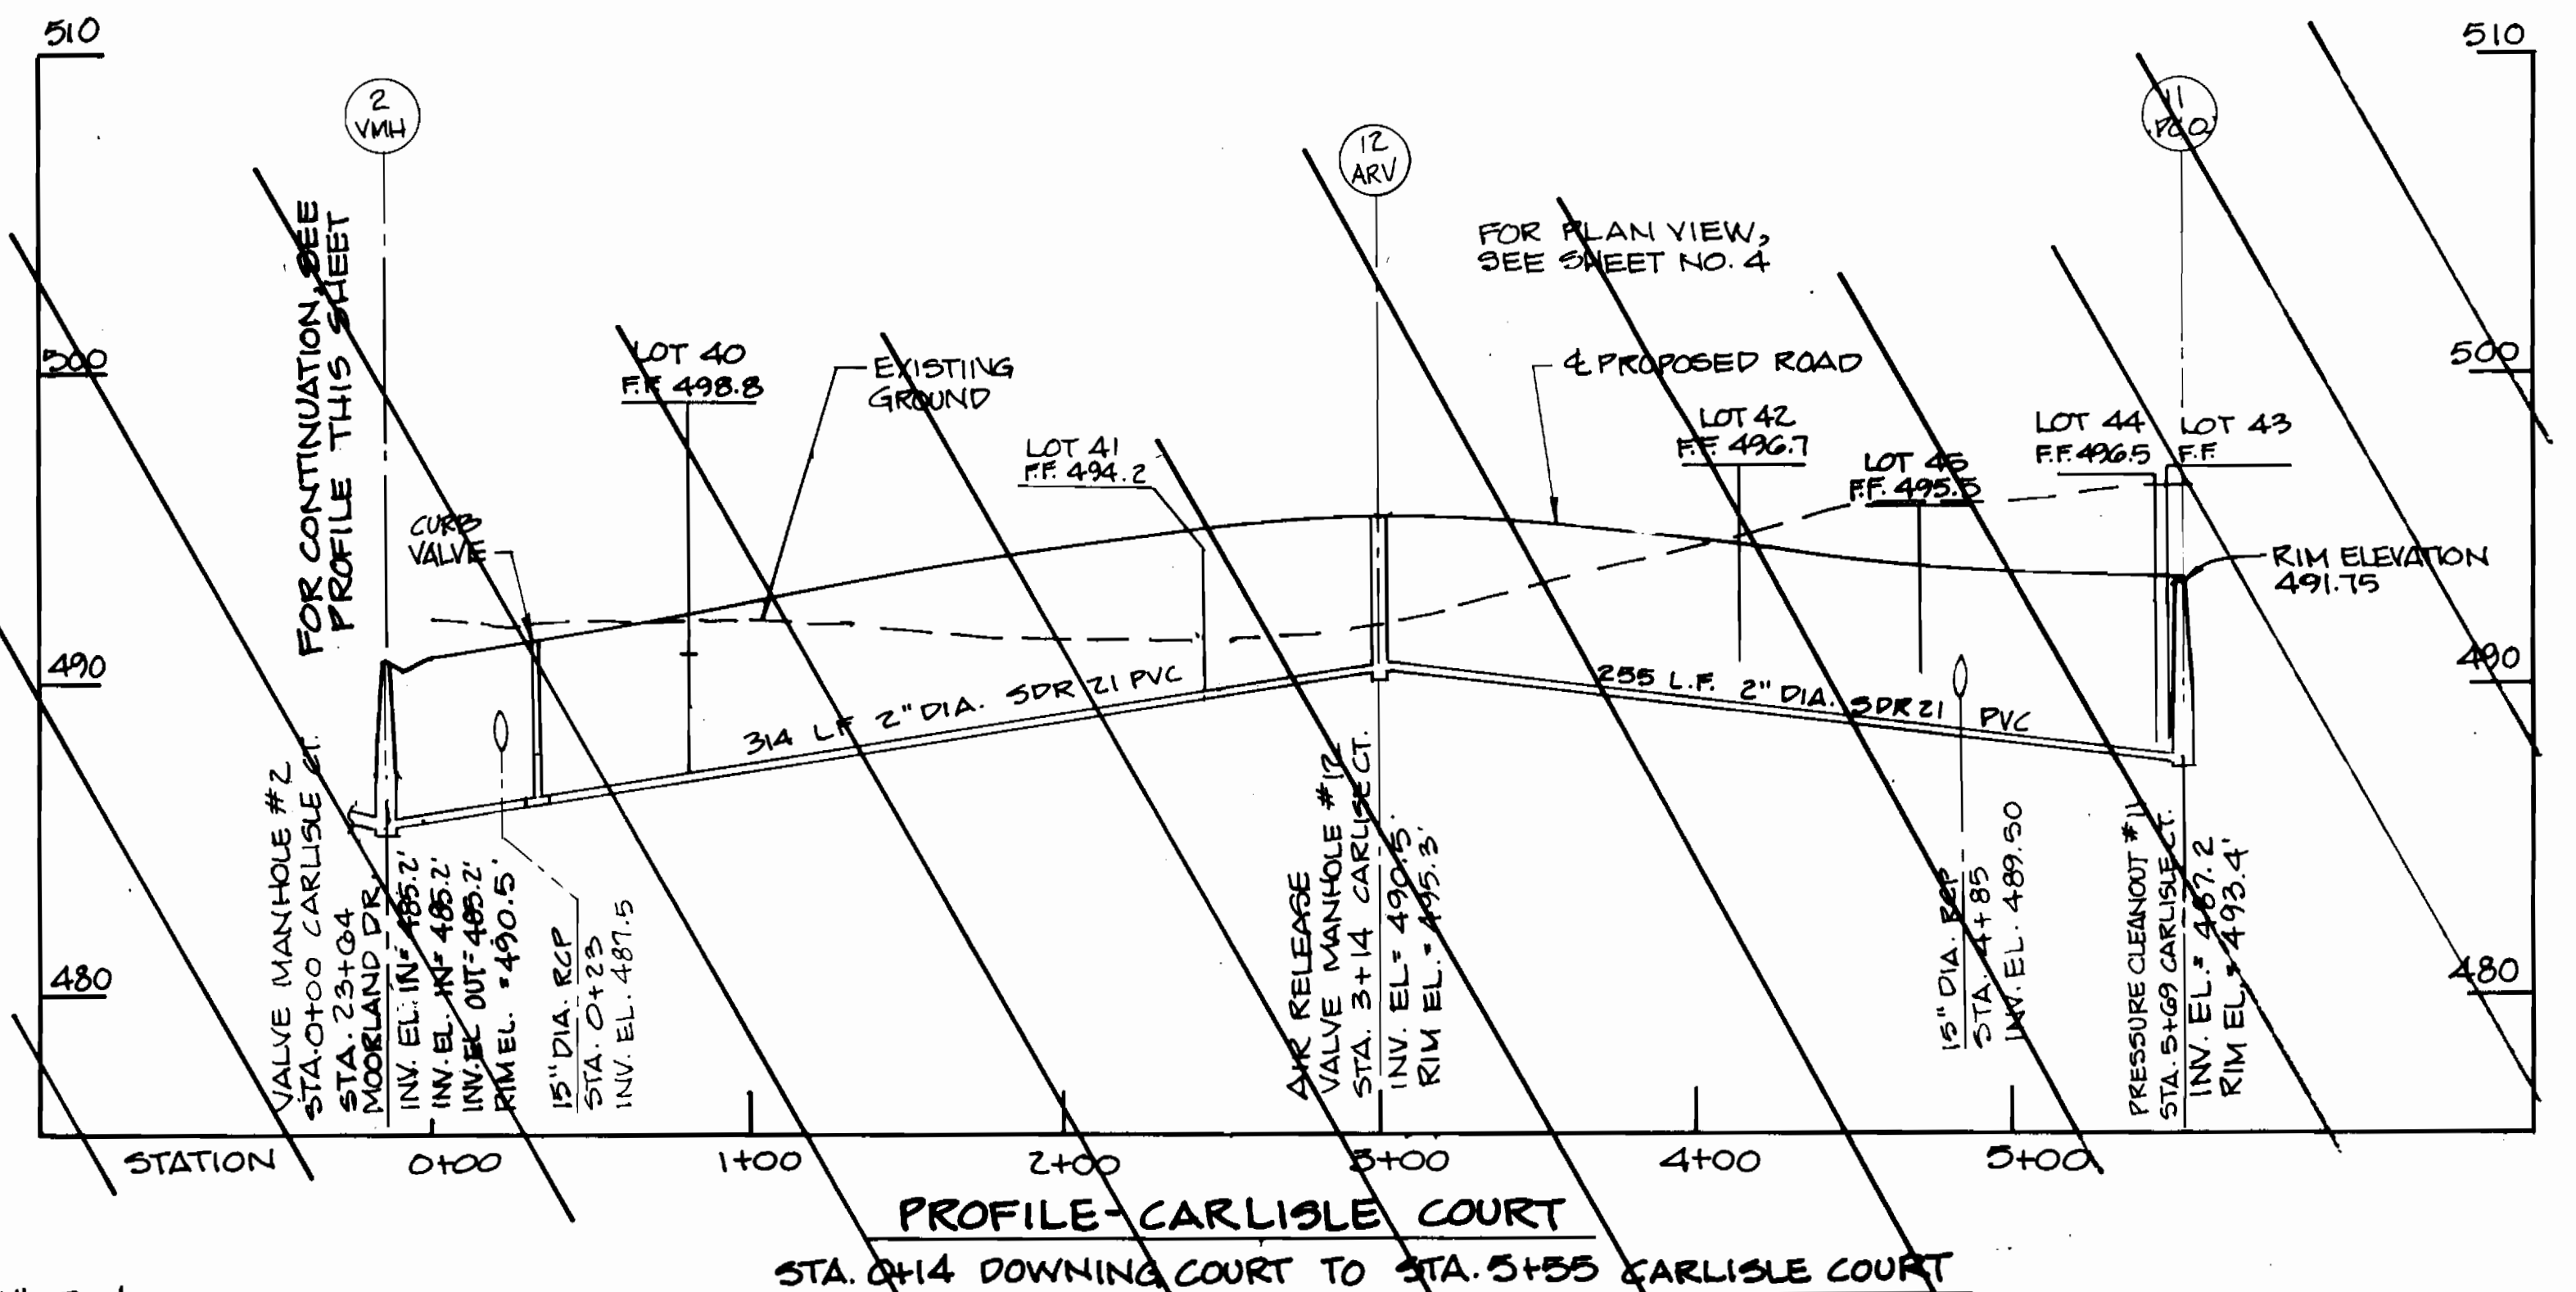 510
510
2
VMH
12
ARV
11
P.C.O.
FOR CONTINUATION, SEE
PROFILE THIS SHEET
FOR PLAN VIEW,
SEE SHEET NO. 4
500
500
LOT 40
F.F. 498.8
EXISTIING
GROUND
℄ PROPOSED ROAD
LOT 41
F.F. 494.2
LOT 42
F.F. 496.7
LOT 45
F.F. 495.5
LOT 44
F.F. 496.5
LOT 43
F.F.
CURB
VALVE
RIM ELEVATION
491.75
490
490
314 LF 2" DIA. SDR 21 PVC
255 L.F. 2" DIA. SDR 21 PVC
VALVE MANHOLE #2
STA. 0+00 CARLISLE CT.
STA. 23+04
MOORLAND DR.
INV. EL. IN= 485.2'
INV. EL. IN= 485.2'
INV. EL OUT= 485.2'
RIM EL. = 490.5'
15" DIA. RCP
STA. 0+23
INV. EL. 487.5
AIR RELEASE
VALVE MANHOLE #12
STA. 3+14 CARLISLE CT.
INV. EL= 490.5'
RIM EL. = 495.3'
15" DIA. RCP
STA. 4+85
INV. EL. 489.50
PRESSURE CLEANOUT #11
STA. 5+69 CARLISLE CT.
INV. EL. = 487.2
RIM EL. = 493.4'
480
480
STATION
0+00
1+00
2+00
3+00
4+00
5+00
PROFILE- CARLISLE COURT
STA. 0+14 DOWNING COURT TO STA. 5+55 CARLISLE COURT